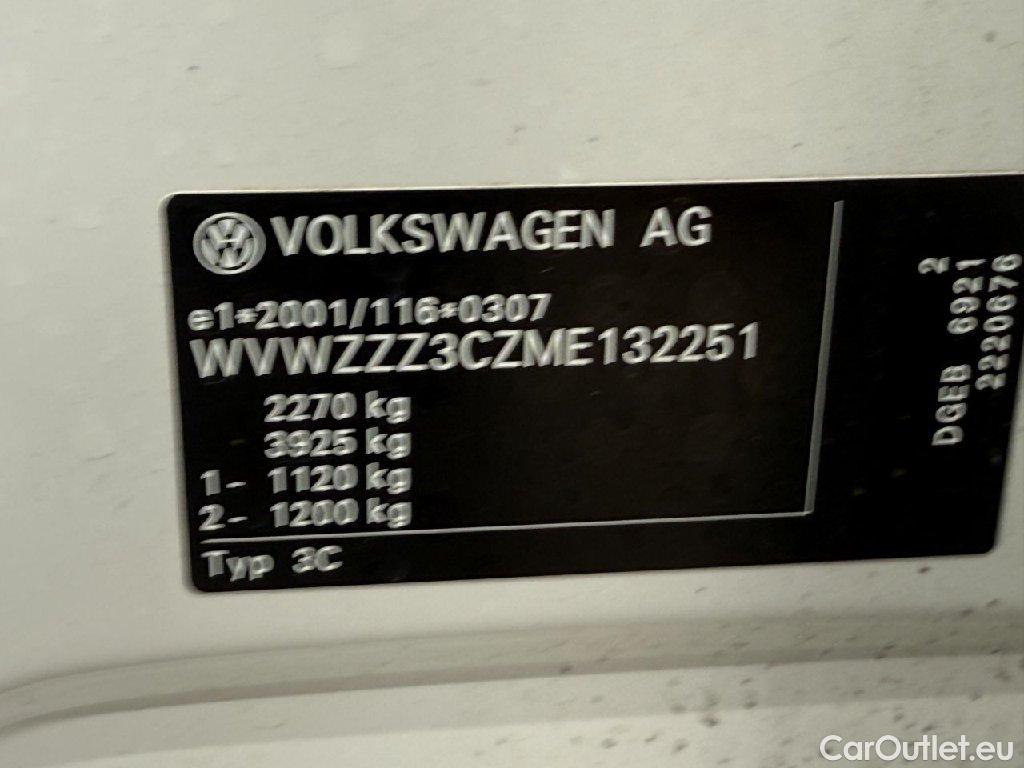 VOLKSWAGEN AG
e1*2001/116*0307
WVWZZZ3CZME132251
2270 kg
3925 kg
1- 1120 kg
2- 1200 kg
Typ 3C
2
DGEB 6921
2220676
CarOutlet.eu